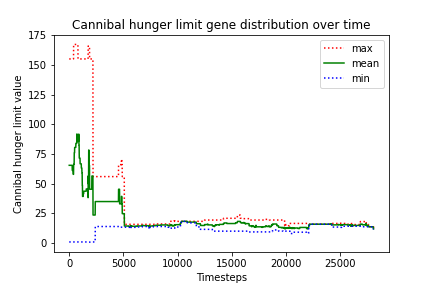 Cannibal hunger limit gene distribution over time
175
150
125
100
75
50
25
0
Cannibal hunger limit value
max
mean
min
0 5000 10000 15000 20000 25000
Timesteps